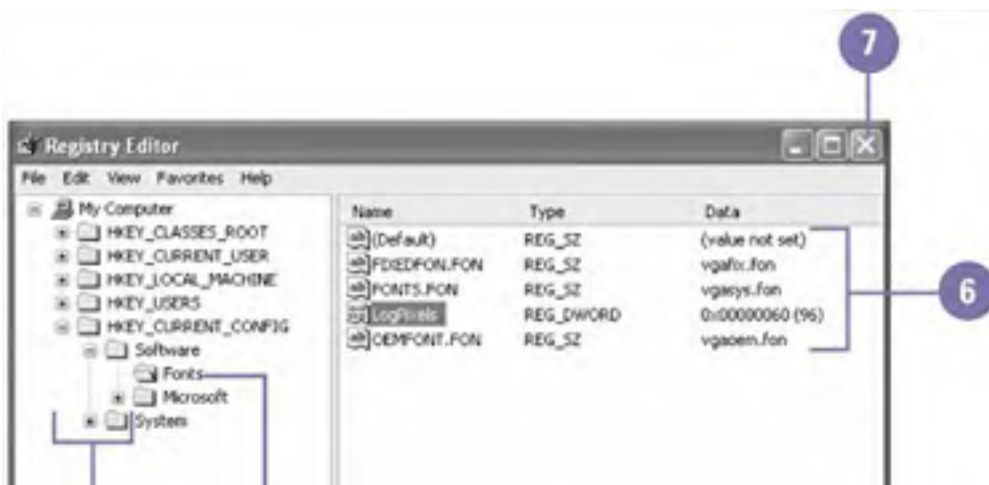 7
Registry Editor
File Edit View Favorites Help
My Computer
HKEY_CLASSES_ROOT
HKEY_CURRENT_USER
HKEY_LOCAL_MACHINE
HKEY_USERS
HKEY_CURRENT_CONFIG
Software
Fonts
Microsoft
System
Name Type Data
(Default) REG_SZ (value not set)
FIXEDFON.FON REG_SZ vgafix.fon
FONTS.FON REG_SZ vgasys.fon
LogPixels REG_DWORD 0x00000060 (96)
OEMFONT.FON REG_SZ vgaoem.fon
6